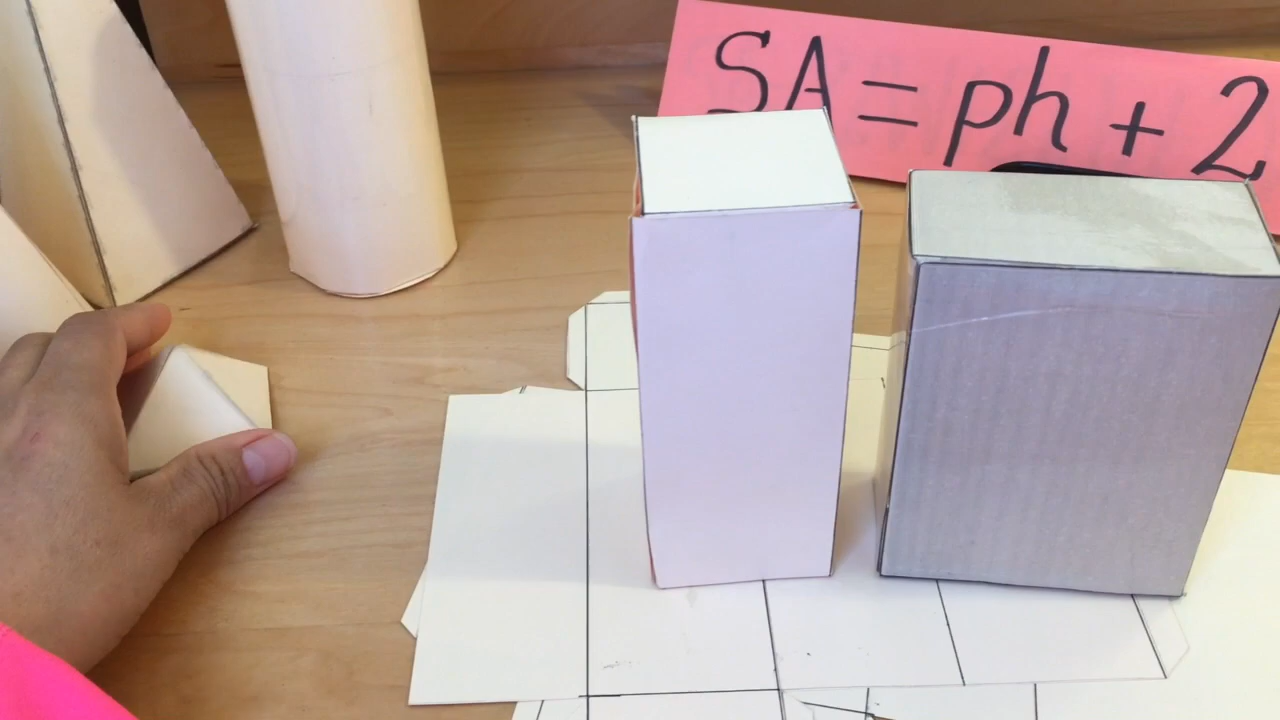 SA = ph + 2